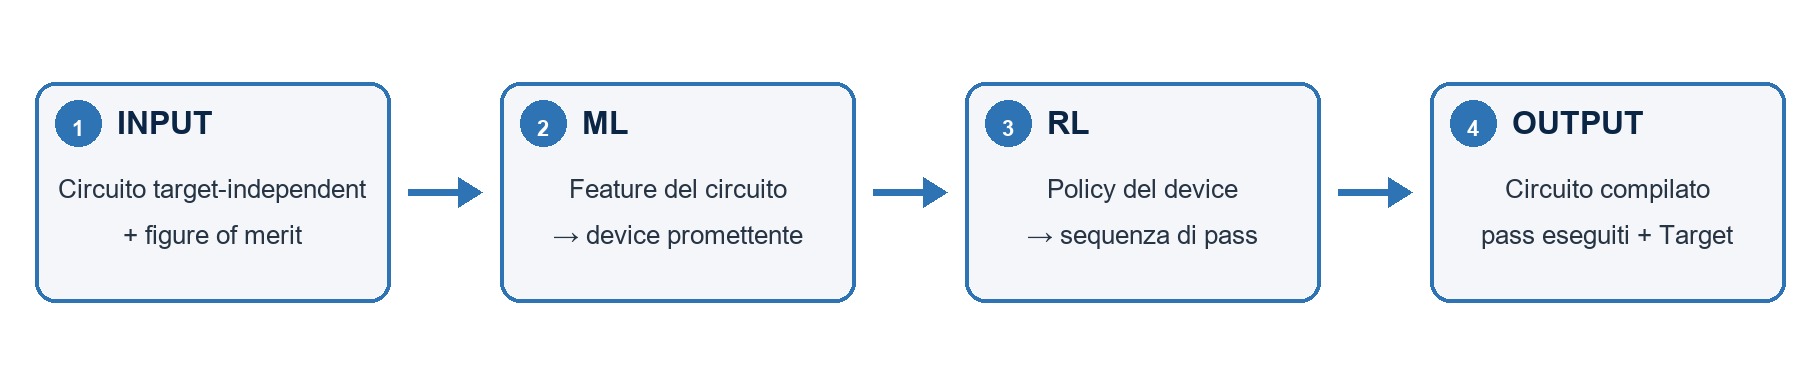 1 INPUT
Circuito target-independent
+ figure of merit
2 ML
Feature del circuito
→ device promettente
3 RL
Policy del device
→ sequenza di pass
4 OUTPUT
Circuito compilato
pass eseguiti + Target